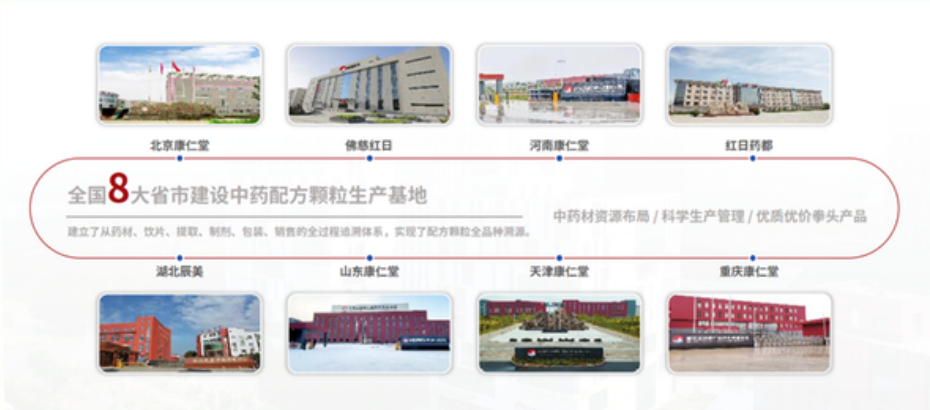 北京康仁堂
佛慈红日
河南康仁堂
红日药都
全国8大省市建设中药配方颗粒生产基地
建立了从药材、饮片、提取、制剂、包装、销售的全过程追溯体系，实现了配方颗粒全品种溯源。
中药材资源布局 / 科学生产管理 / 优质优价拳头产品
湖北辰美
山东康仁堂
天津康仁堂
重庆康仁堂